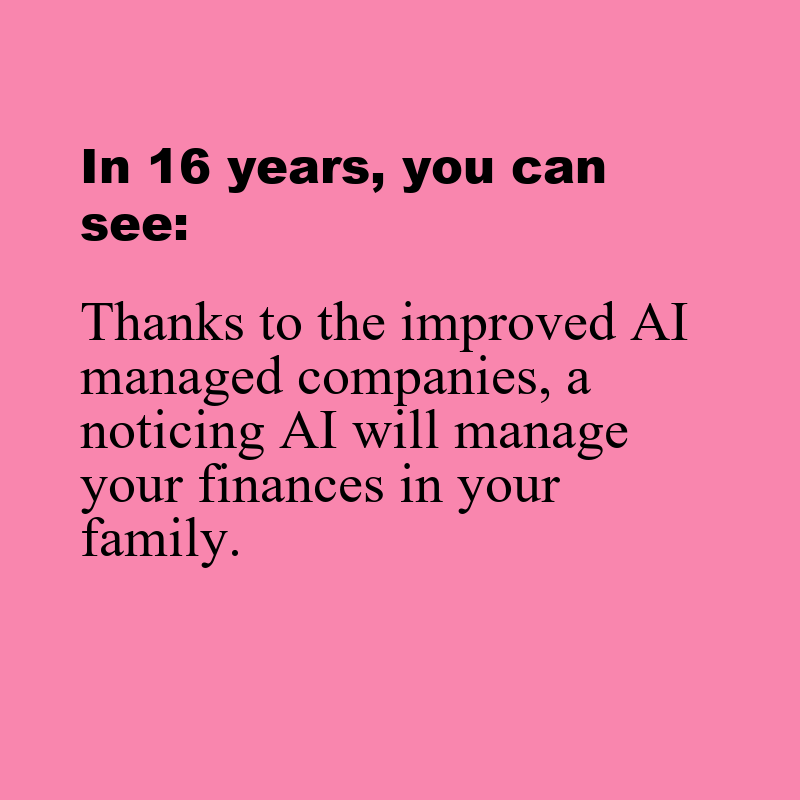 In 16 years, you can
see:
Thanks to the improved AI
managed companies, a
noticing AI will manage
your finances in your
family.